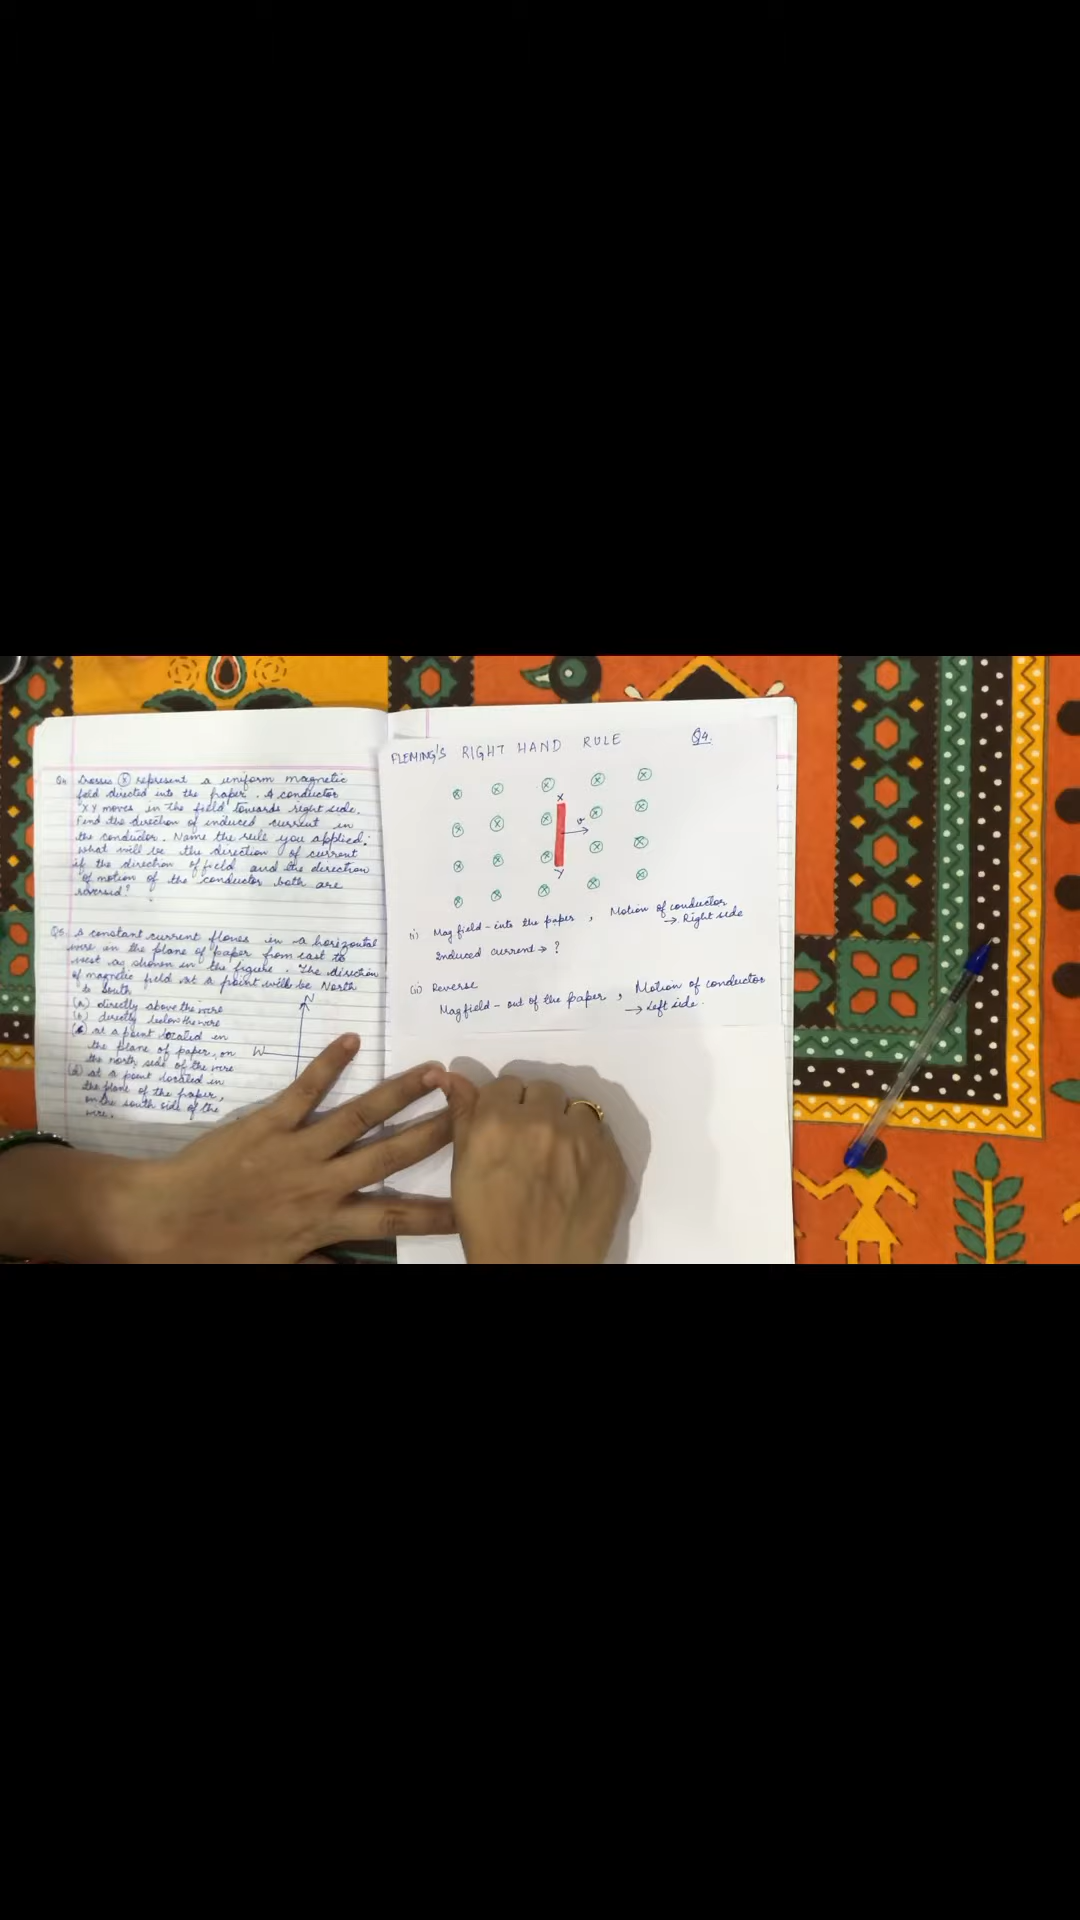 Q4 Crosses ⊗ represent a uniform magnetic
field directed into the paper. A conductor
XY moves in the field towards right side.
Find the direction of induced current in
the conductor. Name the rule you applied.
what will be the direction of current
if the direction of field and the direction
of motion of the conductor both are
reversed?
Q5 A constant current flows in a horizontal
wire in the plane of paper from east to
west as shown in the figure. The direction
of magnetic field at a point will be North
to south
(a) directly above the wire
(b) directly below the wire
(c) at a point located in
the plane of paper, on
the north side of the wire
(d) at a point located in
the plane of the paper,
on the south side of the
wire.
N
W
FLEMING'S RIGHT HAND RULE Q4.
X
v
Y
(i) Mag field - into the paper, Motion of conductor
→ Right side
Induced current → ?
(ii) Reverse
Mag field - out of the paper, Motion of conductor
→ Left side.